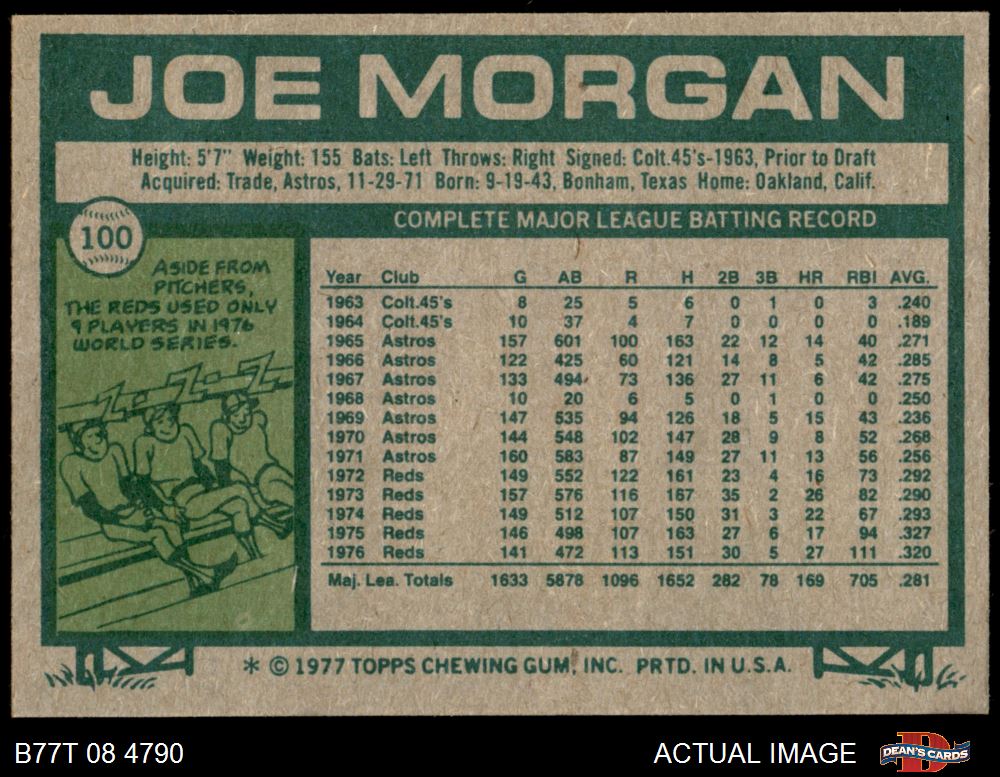 JOE MORGAN
Height: 5'7" Weight: 155 Bats: Left Throws: Right Signed: Colt.45's-1963, Prior to Draft
Acquired: Trade, Astros, 11-29-71 Born: 9-19-43, Bonham, Texas Home: Oakland, Calif.
100
ASIDE FROM
PITCHERS,
THE REDS USED ONLY
9 PLAYERS IN 1976
WORLD SERIES.
Z Z Z
COMPLETE MAJOR LEAGUE BATTING RECORD
Year Club G AB R H 2B 3B HR RBI AVG.
1963 Colt.45's 8 25 5 6 0 1 0 3 .240
1964 Colt.45's 10 37 4 7 0 0 0 0 .189
1965 Astros 157 601 100 163 22 12 14 40 .271
1966 Astros 122 425 60 121 14 8 5 42 .285
1967 Astros 133 494 73 136 27 11 6 42 .275
1968 Astros 10 20 6 5 0 1 0 0 .250
1969 Astros 147 535 94 126 18 5 15 43 .236
1970 Astros 144 548 102 147 28 9 8 52 .268
1971 Astros 160 583 87 149 27 11 13 56 .256
1972 Reds 149 552 122 161 23 4 16 73 .292
1973 Reds 157 576 116 167 35 2 26 82 .290
1974 Reds 149 512 107 150 31 3 22 67 .293
1975 Reds 146 498 107 163 27 6 17 94 .327
1976 Reds 141 472 113 151 30 5 27 111 .320
Maj. Lea. Totals 1633 5878 1096 1652 282 78 169 705 .281
* © 1977 TOPPS CHEWING GUM, INC. PRTD. IN U.S.A.
B77T 08 4790
ACTUAL IMAGE
D
DEAN'S CARDS